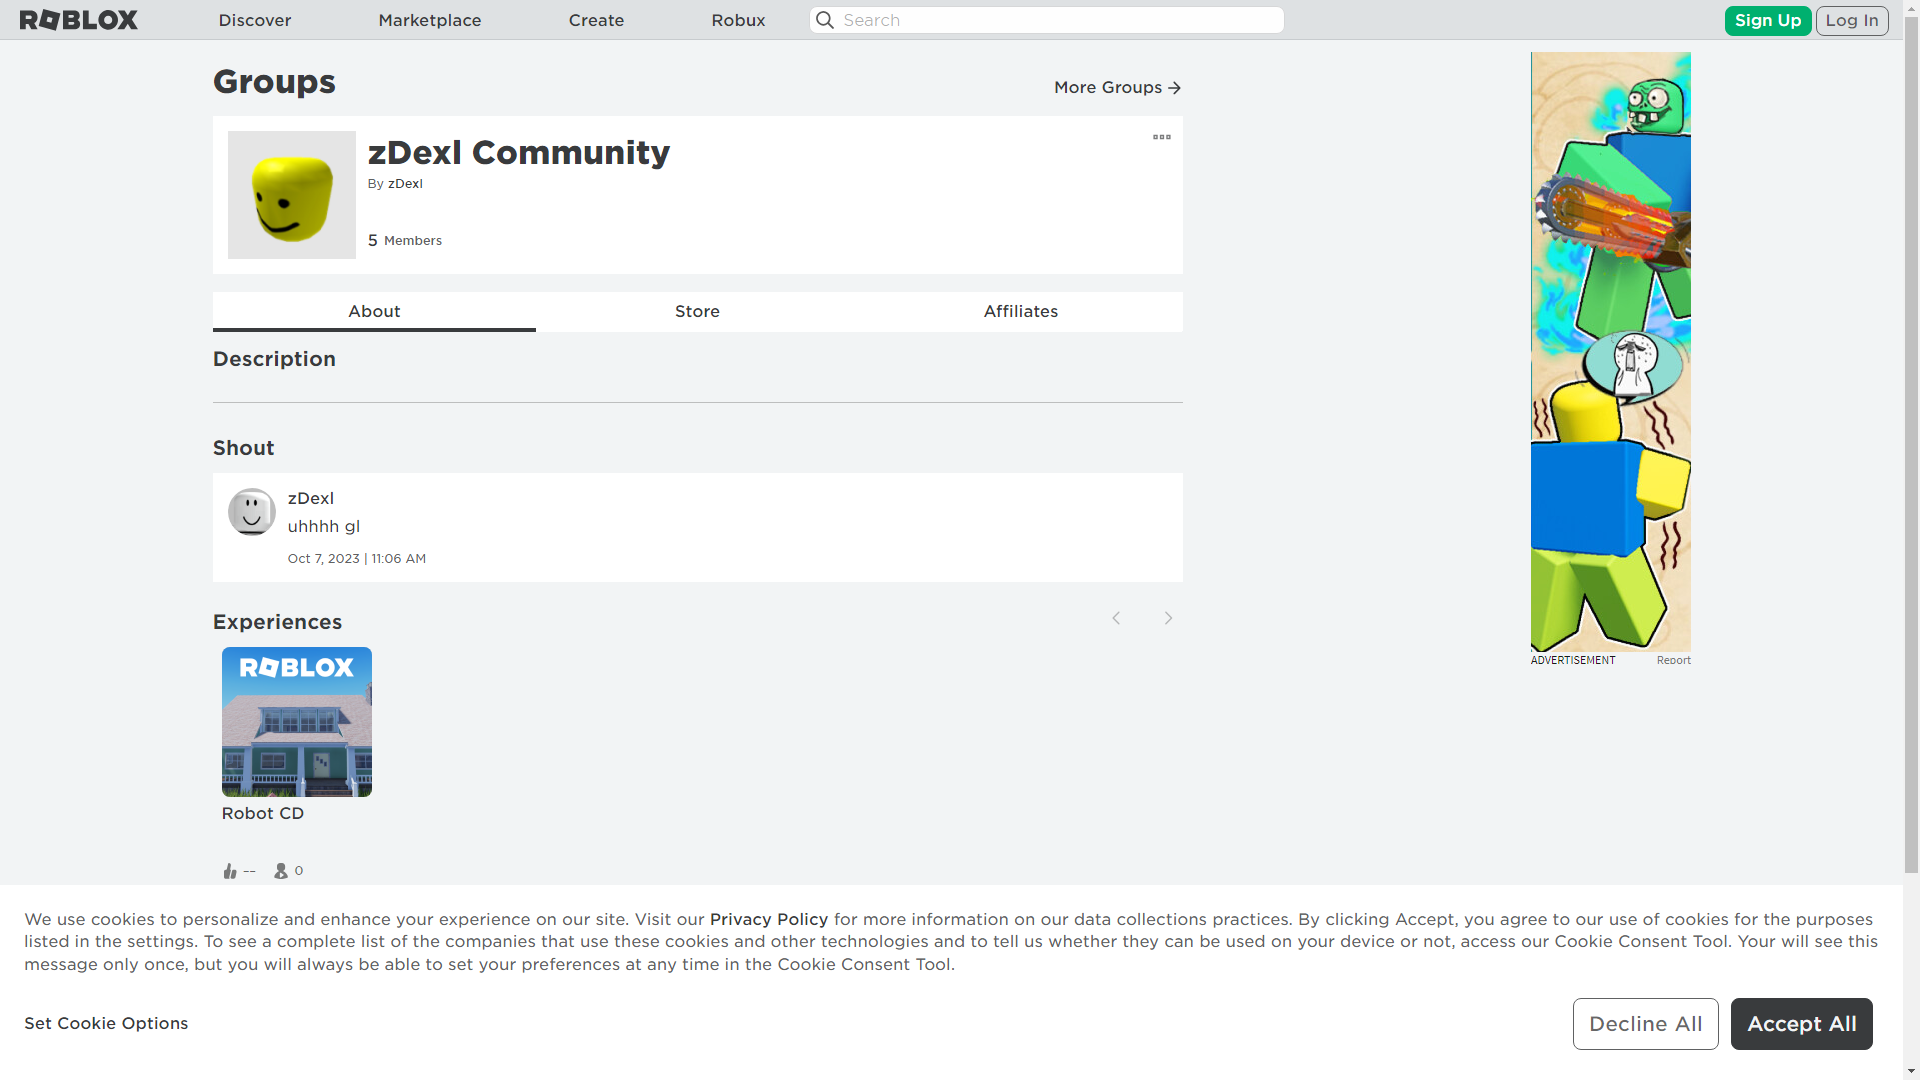 ROBLOX
Discover
Marketplace
Create
Robux
Search
Sign Up
Log In
Groups
More Groups
zDexl Community
By zDexl
5 Members
About
Store
Affiliates
Description
Shout
zDexl
uhhhh gl
Oct 7, 2023 | 11:06 AM
Experiences
ROBLOX
Robot CD
--
0
ADVERTISEMENT
Report
We use cookies to personalize and enhance your experience on our site. Visit our Privacy Policy for more information on our data collections practices. By clicking Accept, you agree to our use of cookies for the purposes
listed in the settings. To see a complete list of the companies that use these cookies and other technologies and to tell us whether they can be used on your device or not, access our Cookie Consent Tool. Your will see this
message only once, but you will always be able to set your preferences at any time in the Cookie Consent Tool.
Set Cookie Options
Decline All
Accept All